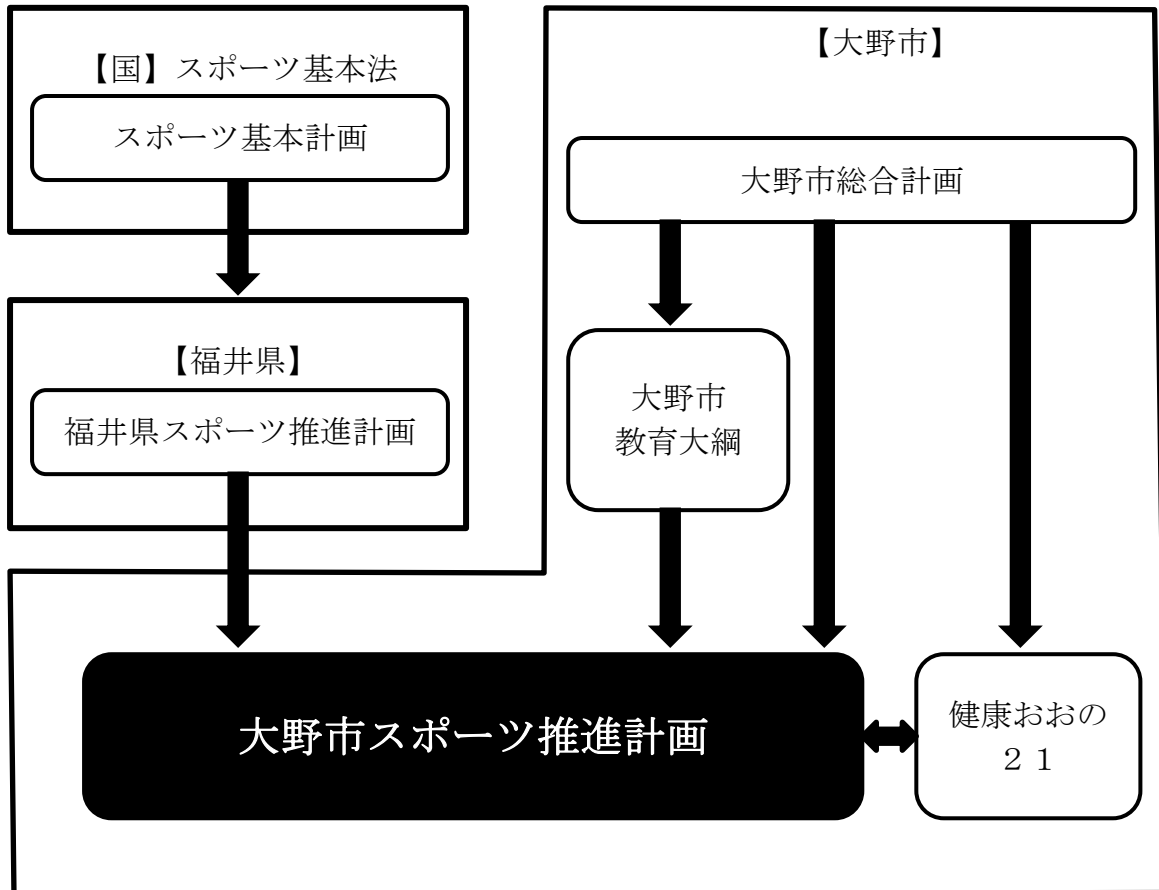 【国】スポーツ基本法
スポーツ基本計画
【福井県】
福井県スポーツ推進計画
【大野市】
大野市総合計画
大野市
教育大綱
大野市スポーツ推進計画
健康おおの
２１